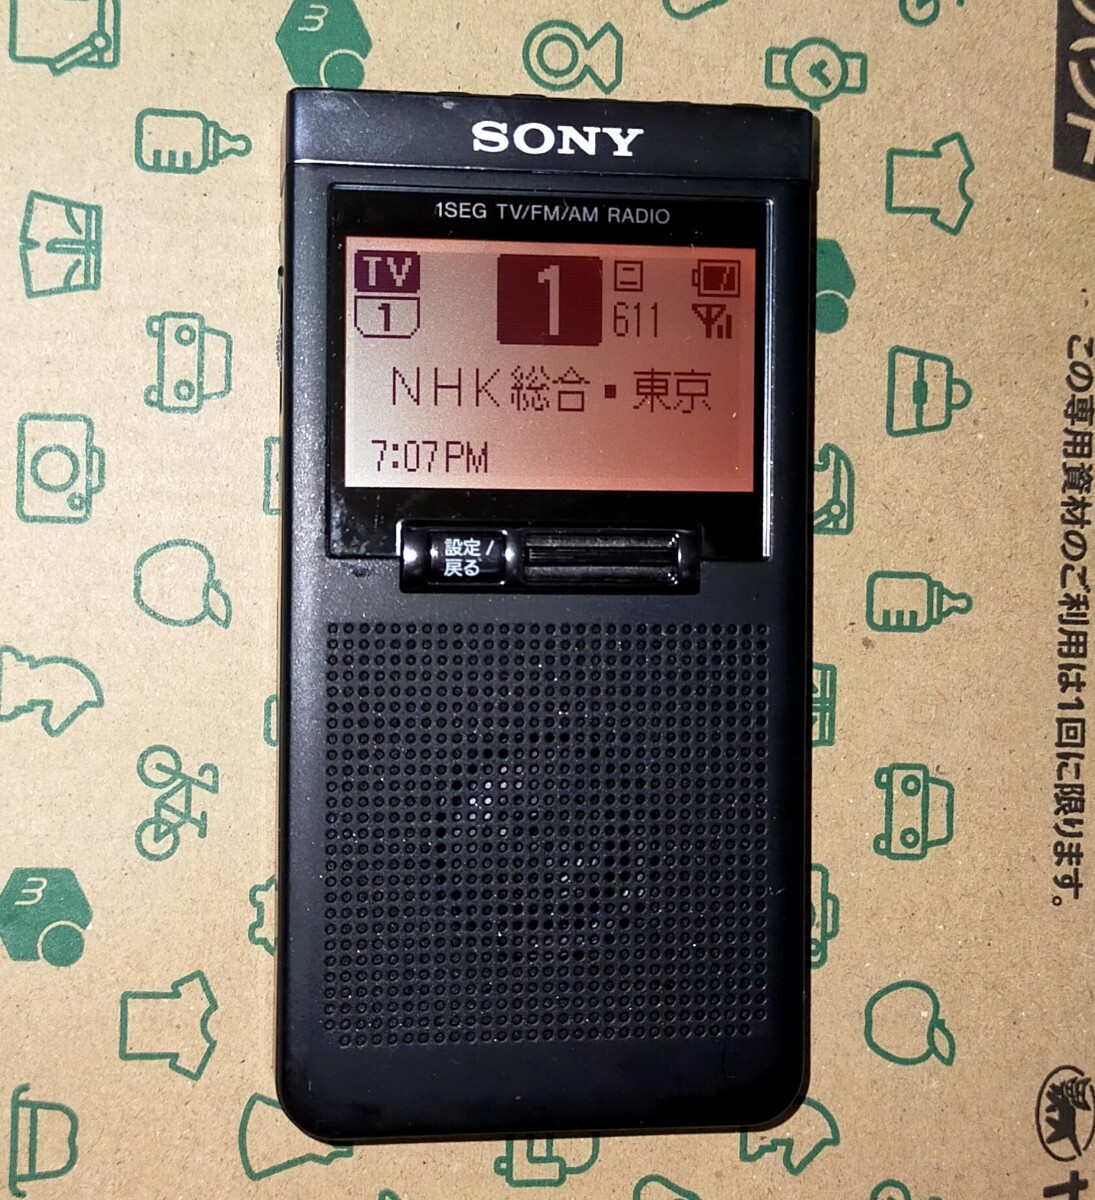 SONY
1SEG TV/FM/AM RADIO
TV
1
1
二
611
NHK総合・東京
7:07PM
設定/
戻る
この専用資材のご利用は1回に限ります。